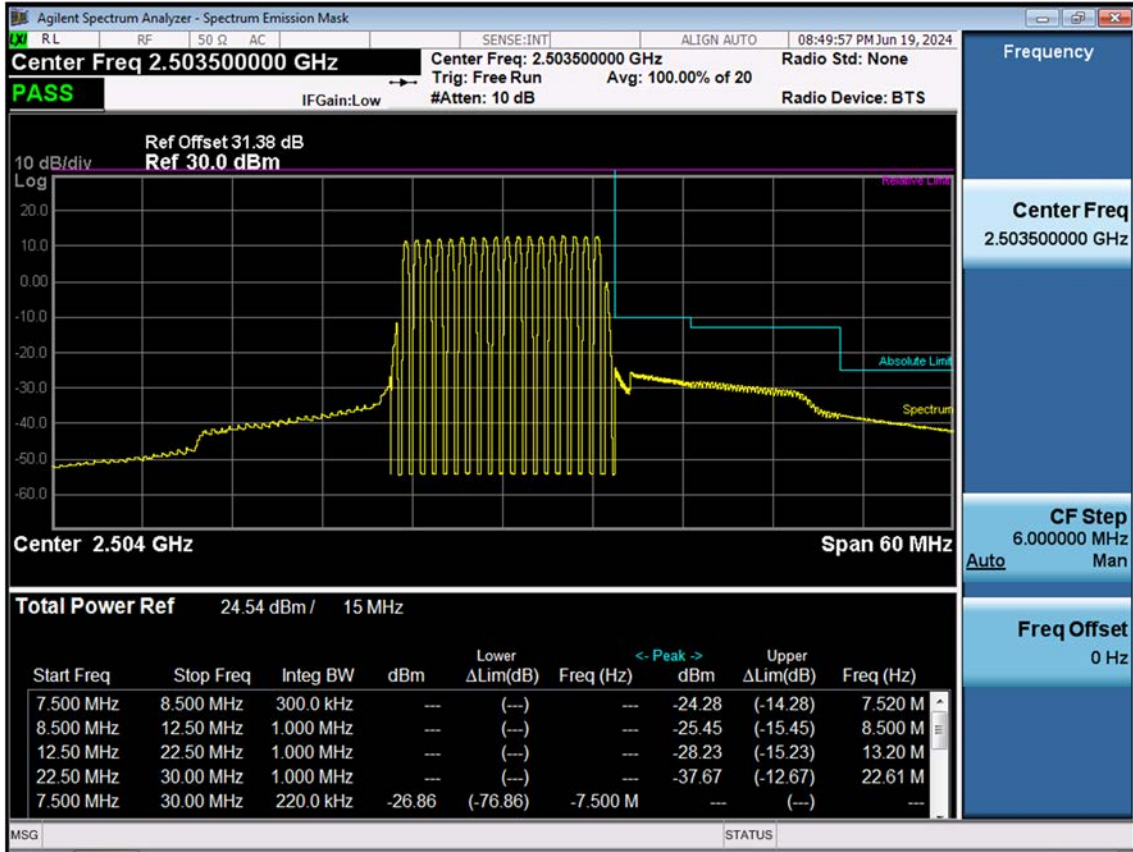 Agilent Spectrum Analyzer - Spectrum Emission Mask
LXI RL RF 50 Ω AC SENSE:INT ALIGN AUTO 08:49:57 PM Jun 19, 2024
Center Freq 2.503500000 GHz
Center Freq: 2.503500000 GHz
Radio Std: None
Trig: Free Run Avg: 100.00% of 20
PASS
IFGain:Low
#Atten: 10 dB
Radio Device: BTS
Ref Offset 31.38 dB
10 dB/div Ref 30.0 dBm
Log
Relative Limit
20.0
10.0
0.00
-10.0
-20.0
Absolute Limit
-30.0
Spectrum
-40.0
-50.0
-60.0
Center 2.504 GHz Span 60 MHz
Total Power Ref 24.54 dBm / 15 MHz
Lower <- Peak -> Upper
Start Freq Stop Freq Integ BW dBm ΔLim(dB) Freq (Hz) dBm ΔLim(dB) Freq (Hz)
7.500 MHz 8.500 MHz 300.0 kHz --- (---) --- -24.28 (-14.28) 7.520 M
8.500 MHz 12.50 MHz 1.000 MHz --- (---) --- -25.45 (-15.45) 8.500 M
12.50 MHz 22.50 MHz 1.000 MHz --- (---) --- -28.23 (-15.23) 13.20 M
22.50 MHz 30.00 MHz 1.000 MHz --- (---) --- -37.67 (-12.67) 22.61 M
7.500 MHz 30.00 MHz 220.0 kHz -26.86 (-76.86) -7.500 M --- (---) ---
MSG STATUS
Frequency
Center Freq
2.503500000 GHz
CF Step
6.000000 MHz
Auto Man
Freq Offset
0 Hz